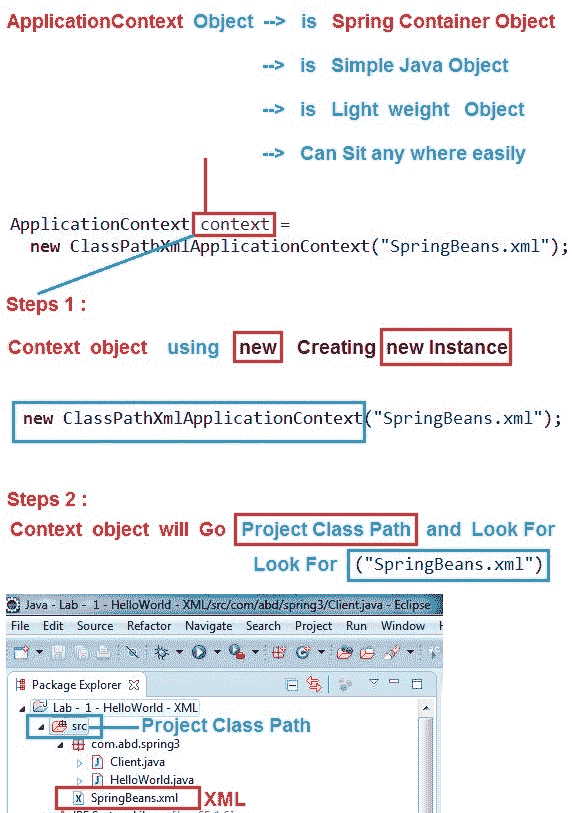 ApplicationContext Object --> is Spring Container Object
--> is Simple Java Object
--> is Light weight Object
--> Can Sit any where easily
ApplicationContext context =
new ClassPathXmlApplicationContext("SpringBeans.xml");
Steps 1 :
Context object using new Creating new Instance
new ClassPathXmlApplicationContext("SpringBeans.xml");
Steps 2 :
Context object will Go Project Class Path and Look For
Look For ("SpringBeans.xml")
Java - Lab - 1 - HelloWorld - XML/src/com/abd/spring3/Client.java - Eclipse
File Edit Source Refactor Navigate Search Project Run Window
Package Explorer
Lab - 1 - HelloWorld - XML
src Project Class Path
com.abd.spring3
Client.java
HelloWorld.java
SpringBeans.xml XML